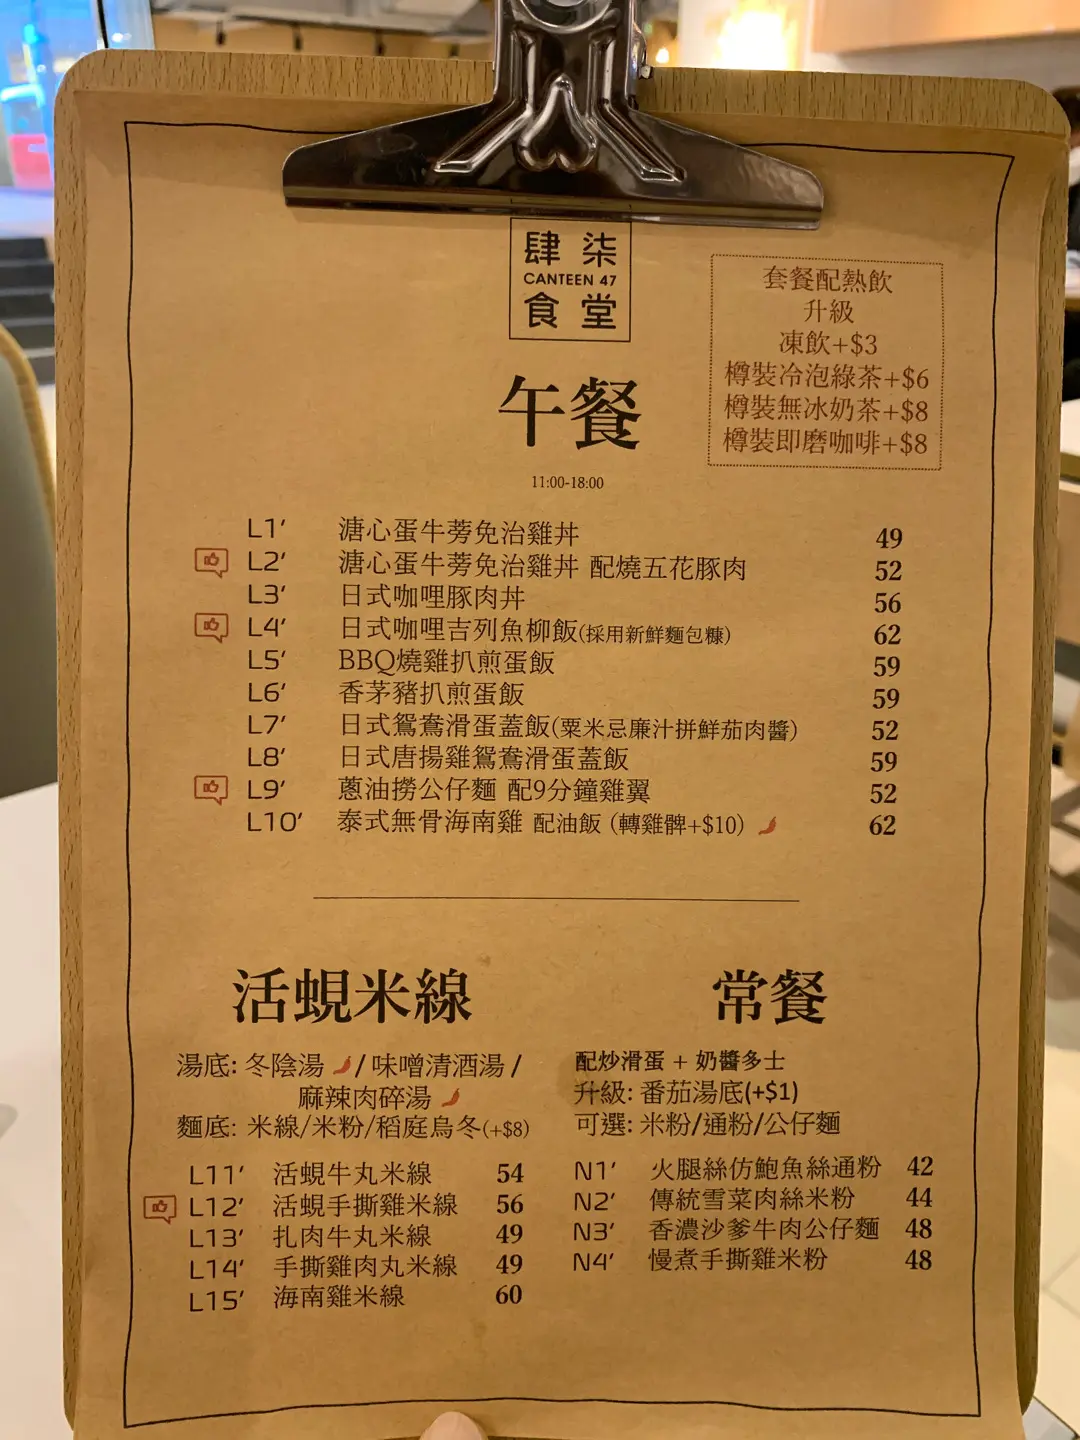 肆柒
CANTEEN 47
食堂
套餐配熱飲
升級
凍飲+$3
樽裝冷泡綠茶+$6
樽裝無冰奶茶+$8
樽裝即磨咖啡+$8
午餐
11:00-18:00
L1' 溏心蛋牛蒡免治雞丼 49
L2' 溏心蛋牛蒡免治雞丼 配燒五花豚肉 52
L3' 日式咖哩豚肉丼 56
L4' 日式咖哩吉列魚柳飯(採用新鮮麵包糠) 62
L5' BBQ燒雞扒煎蛋飯 59
L6' 香茅豬扒煎蛋飯 59
L7' 日式鴛鴦滑蛋蓋飯(粟米忌廉汁拼鮮茄肉醬) 52
L8' 日式唐揚雞鴛鴦滑蛋蓋飯 59
L9' 蔥油撈公仔麵 配9分鐘雞翼 52
L10' 泰式無骨海南雞 配油飯 (轉雞髀+$10) 62
活蜆米線
湯底: 冬陰湯 / 味噌清酒湯 /
麻辣肉碎湯
麵底: 米線/米粉/稻庭烏冬(+$8)
L11' 活蜆牛丸米線 54
L12' 活蜆手撕雞米線 56
L13' 扎肉牛丸米線 49
L14' 手撕雞肉丸米線 49
L15' 海南雞米線 60
常餐
配炒滑蛋 + 奶醬多士
升級: 番茄湯底(+$1)
可選: 米粉/通粉/公仔麵
N1' 火腿絲仿鮑魚絲通粉 42
N2' 傳統雪菜肉絲米粉 44
N3' 香濃沙爹牛肉公仔麵 48
N4' 慢煮手撕雞米粉 48